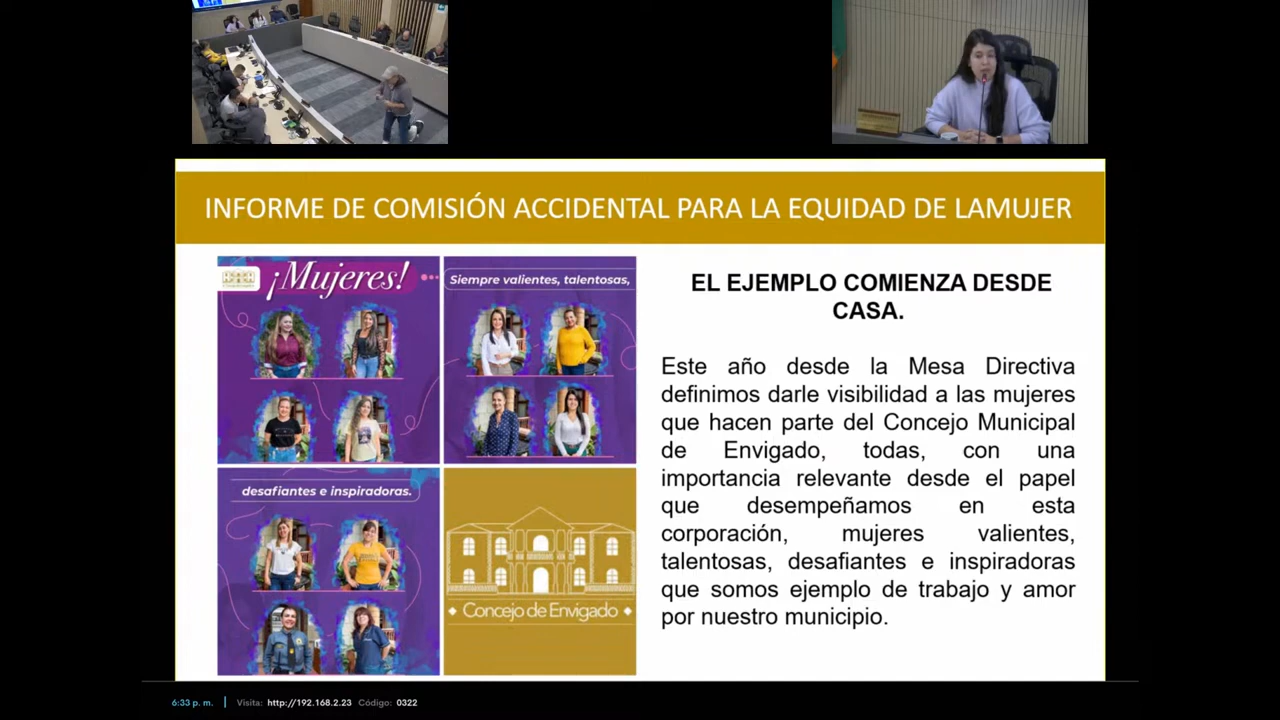 INFORME DE COMISIÓN ACCIDENTAL PARA LA EQUIDAD DE LAMUJER
¡Mujeres!
Siempre valientes, talentosas,
desafiantes e inspiradoras.
Concejo de Envigado
EL EJEMPLO COMIENZA DESDE
CASA.
Este año desde la Mesa Directiva
definimos darle visibilidad a las mujeres
que hacen parte del Concejo Municipal
de Envigado, todas, con una
importancia relevante desde el papel
que desempeñamos en esta
corporación, mujeres valientes,
talentosas, desafiantes e inspiradoras
que somos ejemplo de trabajo y amor
por nuestro municipio.
6:33 p. m. | Visita: http://192.168.2.23 Código: 0322